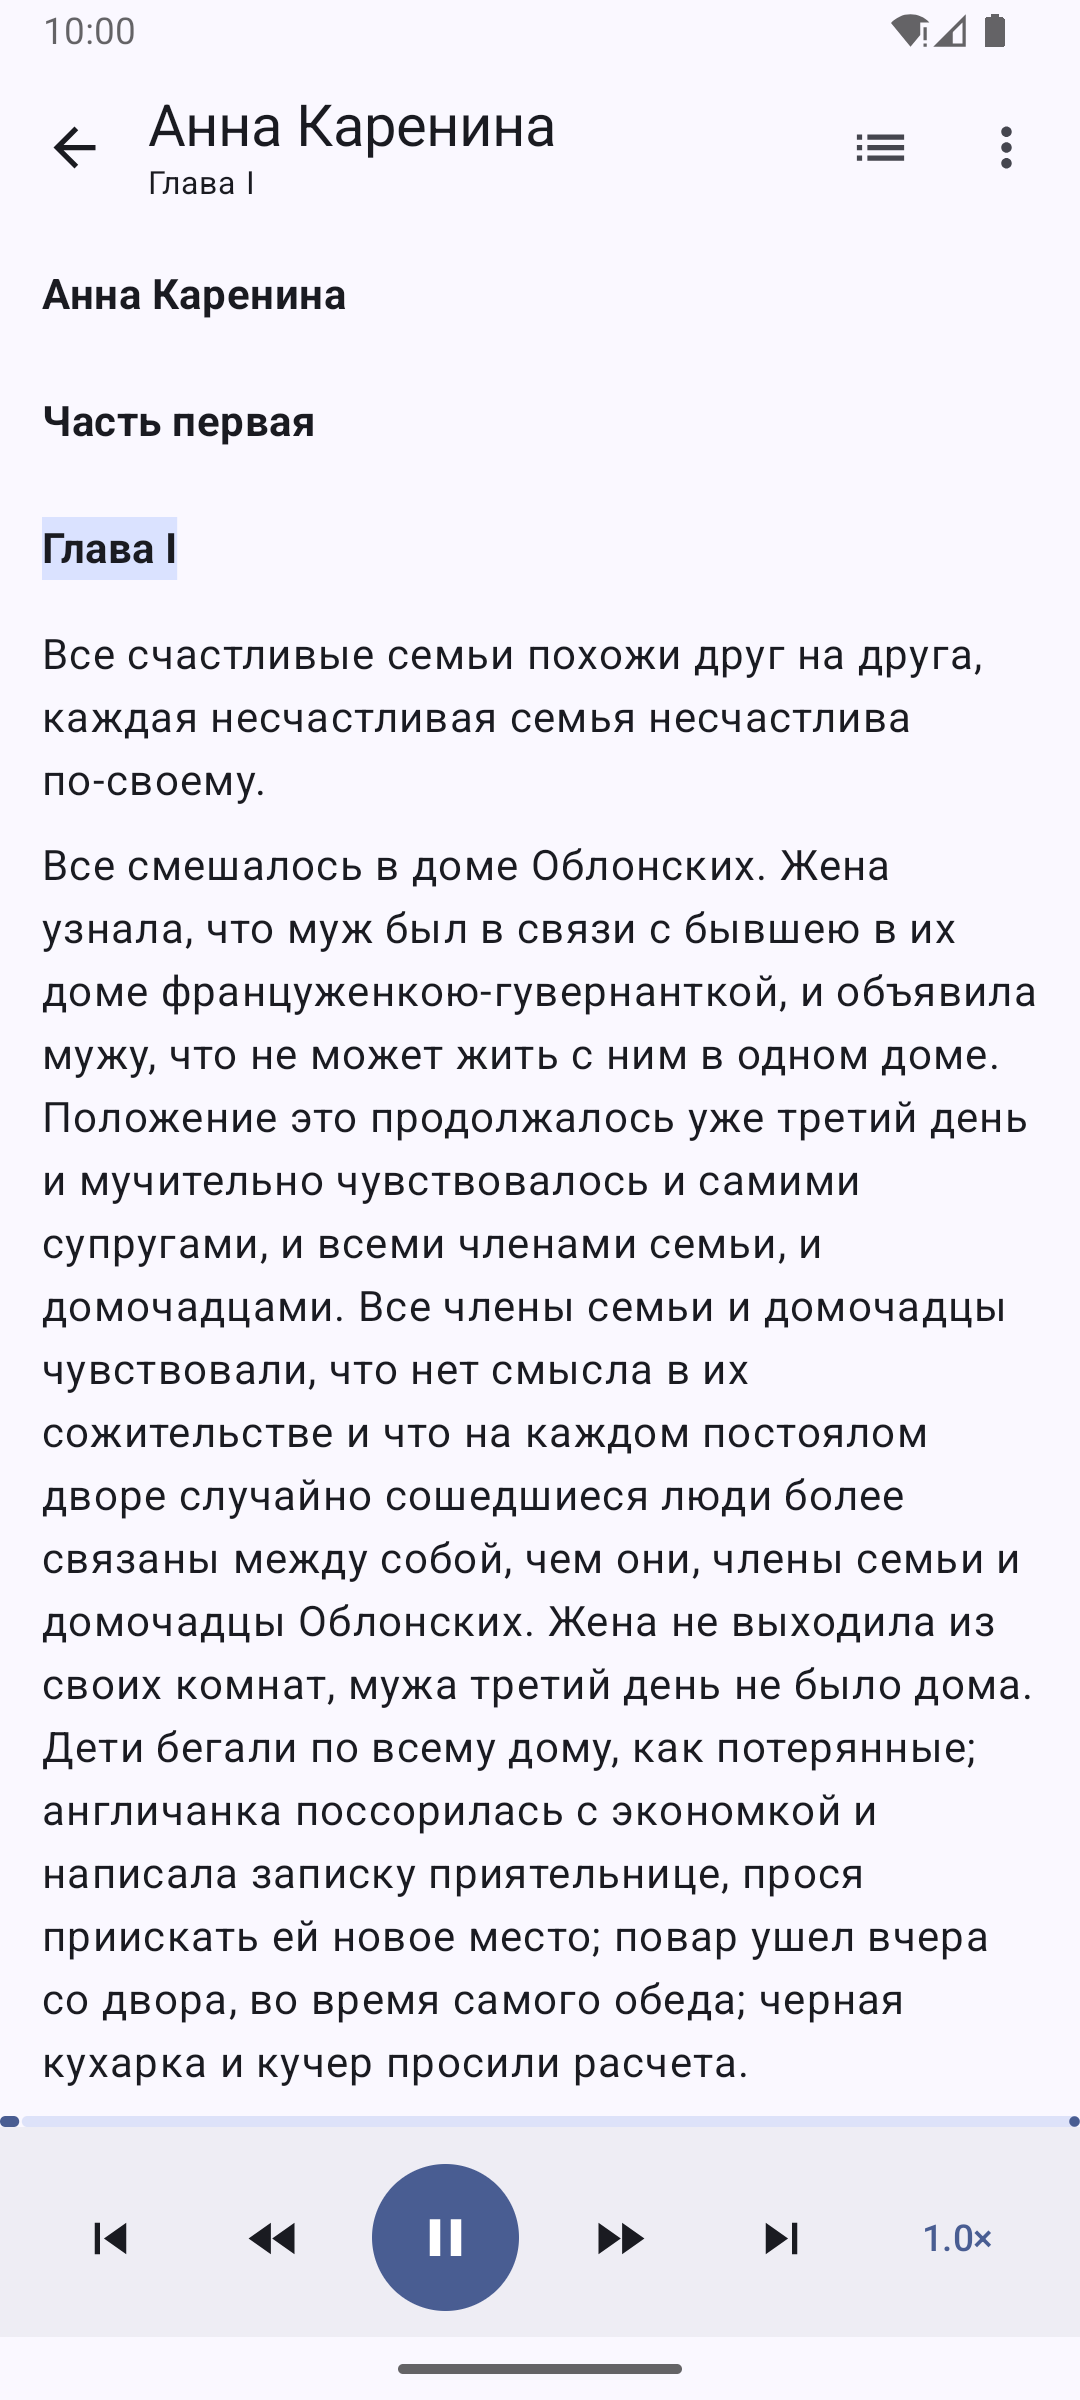 10:00
Анна Каренина
Глава I
Анна Каренина
Часть первая
Глава I
Все счастливые семьи похожи друг на друга,
каждая несчастливая семья несчастлива
по-своему.
Все смешалось в доме Облонских. Жена
узнала, что муж был в связи с бывшею в их
доме француженкою-гувернанткой, и объявила
мужу, что не может жить с ним в одном доме.
Положение это продолжалось уже третий день
и мучительно чувствовалось и самими
супругами, и всеми членами семьи, и
домочадцами. Все члены семьи и домочадцы
чувствовали, что нет смысла в их
сожительстве и что на каждом постоялом
дворе случайно сошедшиеся люди более
связаны между собой, чем они, члены семьи и
домочадцы Облонских. Жена не выходила из
своих комнат, мужа третий день не было дома.
Дети бегали по всему дому, как потерянные;
англичанка поссорилась с экономкой и
написала записку приятельнице, прося
приискать ей новое место; повар ушел вчера
со двора, во время самого обеда; черная
кухарка и кучер просили расчета.
1.0×